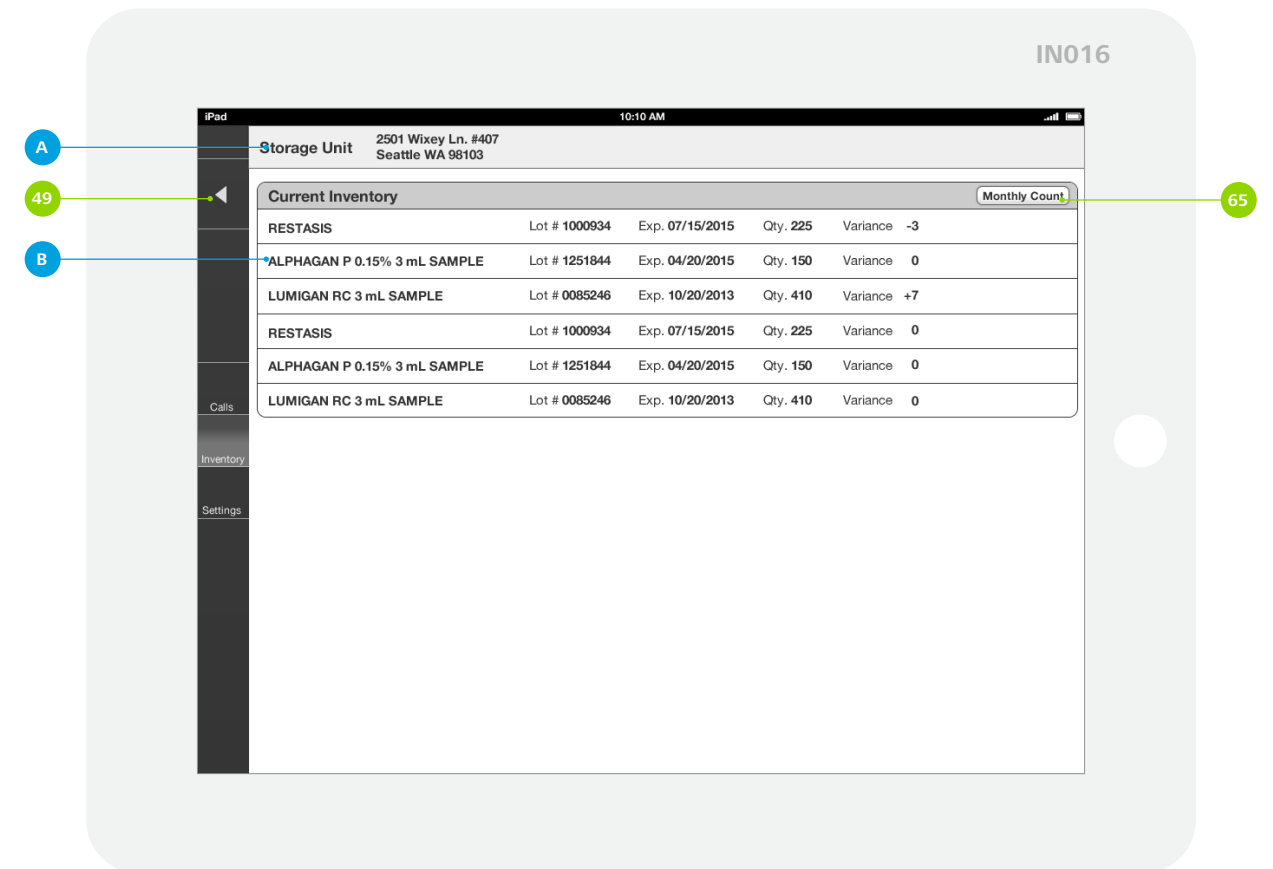 IN016
iPad 10:10 AM
A
Storage Unit
2501 Wixey Ln. #407
Seattle WA 98103
49
Current Inventory Monthly Count
65
RESTASIS Lot # 1000934 Exp. 07/15/2015 Qty. 225 Variance -3
B
ALPHAGAN P 0.15% 3 mL SAMPLE Lot # 1251844 Exp. 04/20/2015 Qty. 150 Variance 0
LUMIGAN RC 3 mL SAMPLE Lot # 0085246 Exp. 10/20/2013 Qty. 410 Variance +7
RESTASIS Lot # 1000934 Exp. 07/15/2015 Qty. 225 Variance 0
ALPHAGAN P 0.15% 3 mL SAMPLE Lot # 1251844 Exp. 04/20/2015 Qty. 150 Variance 0
LUMIGAN RC 3 mL SAMPLE Lot # 0085246 Exp. 10/20/2013 Qty. 410 Variance 0
Calls
Inventory
Settings